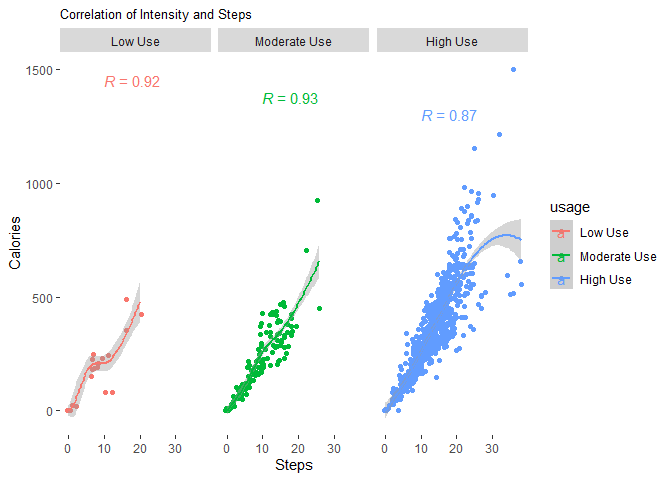 Correlation of Intensity and Steps
Low Use Moderate Use High Use
R = 0.92
R = 0.93
R = 0.87
1500
1000
500
0
Calories
0 10 20 30 0 10 20 30 0 10 20 30
Steps
usage
a Low Use
a Moderate Use
a High Use